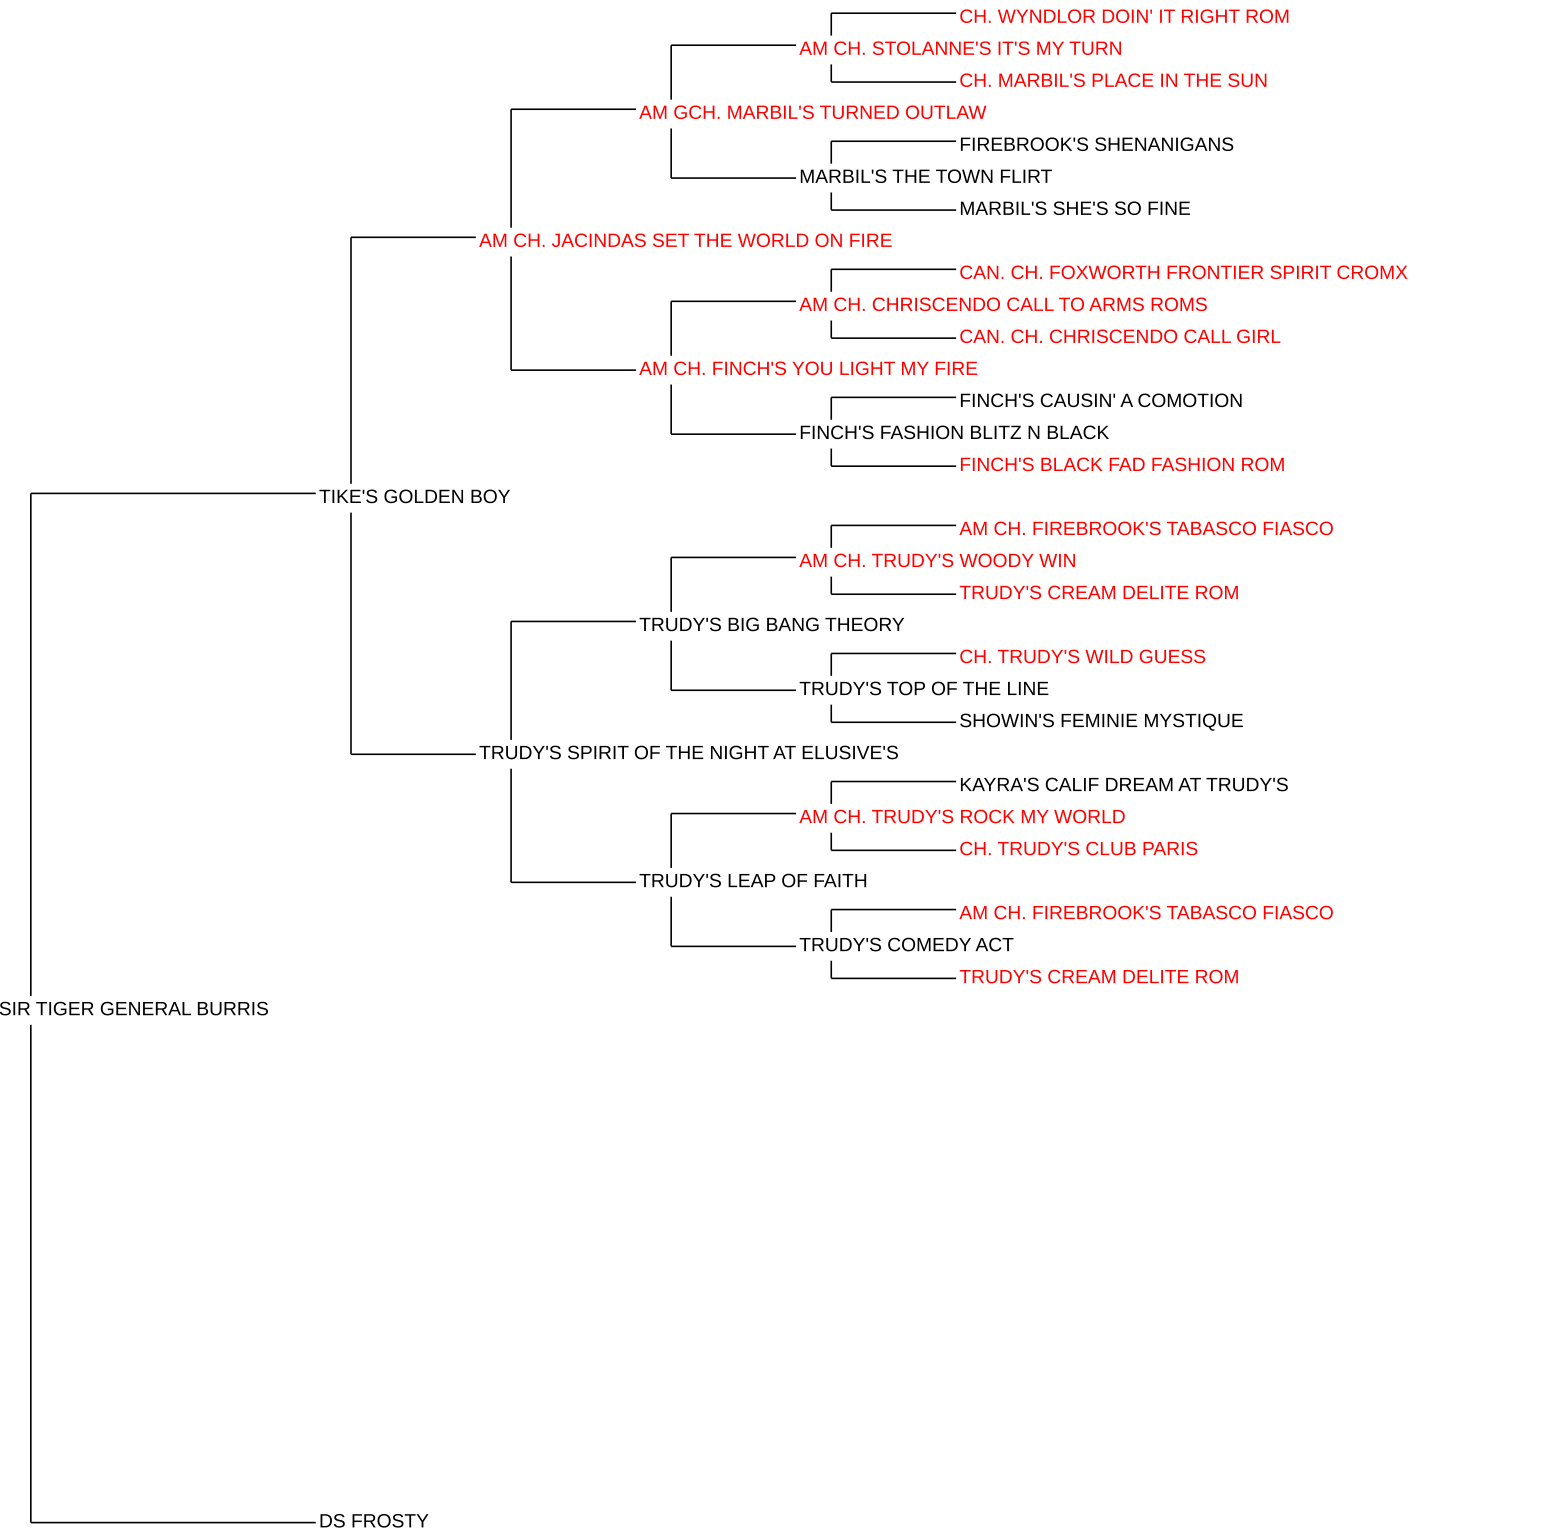 CH. WYNDLOR DOIN' IT RIGHT ROM
AM CH. STOLANNE'S IT'S MY TURN
CH. MARBIL'S PLACE IN THE SUN
AM GCH. MARBIL'S TURNED OUTLAW
FIREBROOK'S SHENANIGANS
MARBIL'S THE TOWN FLIRT
MARBIL'S SHE'S SO FINE
AM CH. JACINDAS SET THE WORLD ON FIRE
CAN. CH. FOXWORTH FRONTIER SPIRIT CROMX
AM CH. CHRISCENDO CALL TO ARMS ROMS
CAN. CH. CHRISCENDO CALL GIRL
AM CH. FINCH'S YOU LIGHT MY FIRE
FINCH'S CAUSIN' A COMOTION
FINCH'S FASHION BLITZ N BLACK
FINCH'S BLACK FAD FASHION ROM
TIKE'S GOLDEN BOY
AM CH. FIREBROOK'S TABASCO FIASCO
AM CH. TRUDY'S WOODY WIN
TRUDY'S CREAM DELITE ROM
TRUDY'S BIG BANG THEORY
CH. TRUDY'S WILD GUESS
TRUDY'S TOP OF THE LINE
SHOWIN'S FEMINIE MYSTIQUE
TRUDY'S SPIRIT OF THE NIGHT AT ELUSIVE'S
KAYRA'S CALIF DREAM AT TRUDY'S
AM CH. TRUDY'S ROCK MY WORLD
CH. TRUDY'S CLUB PARIS
TRUDY'S LEAP OF FAITH
AM CH. FIREBROOK'S TABASCO FIASCO
TRUDY'S COMEDY ACT
TRUDY'S CREAM DELITE ROM
SIR TIGER GENERAL BURRIS
DS FROSTY